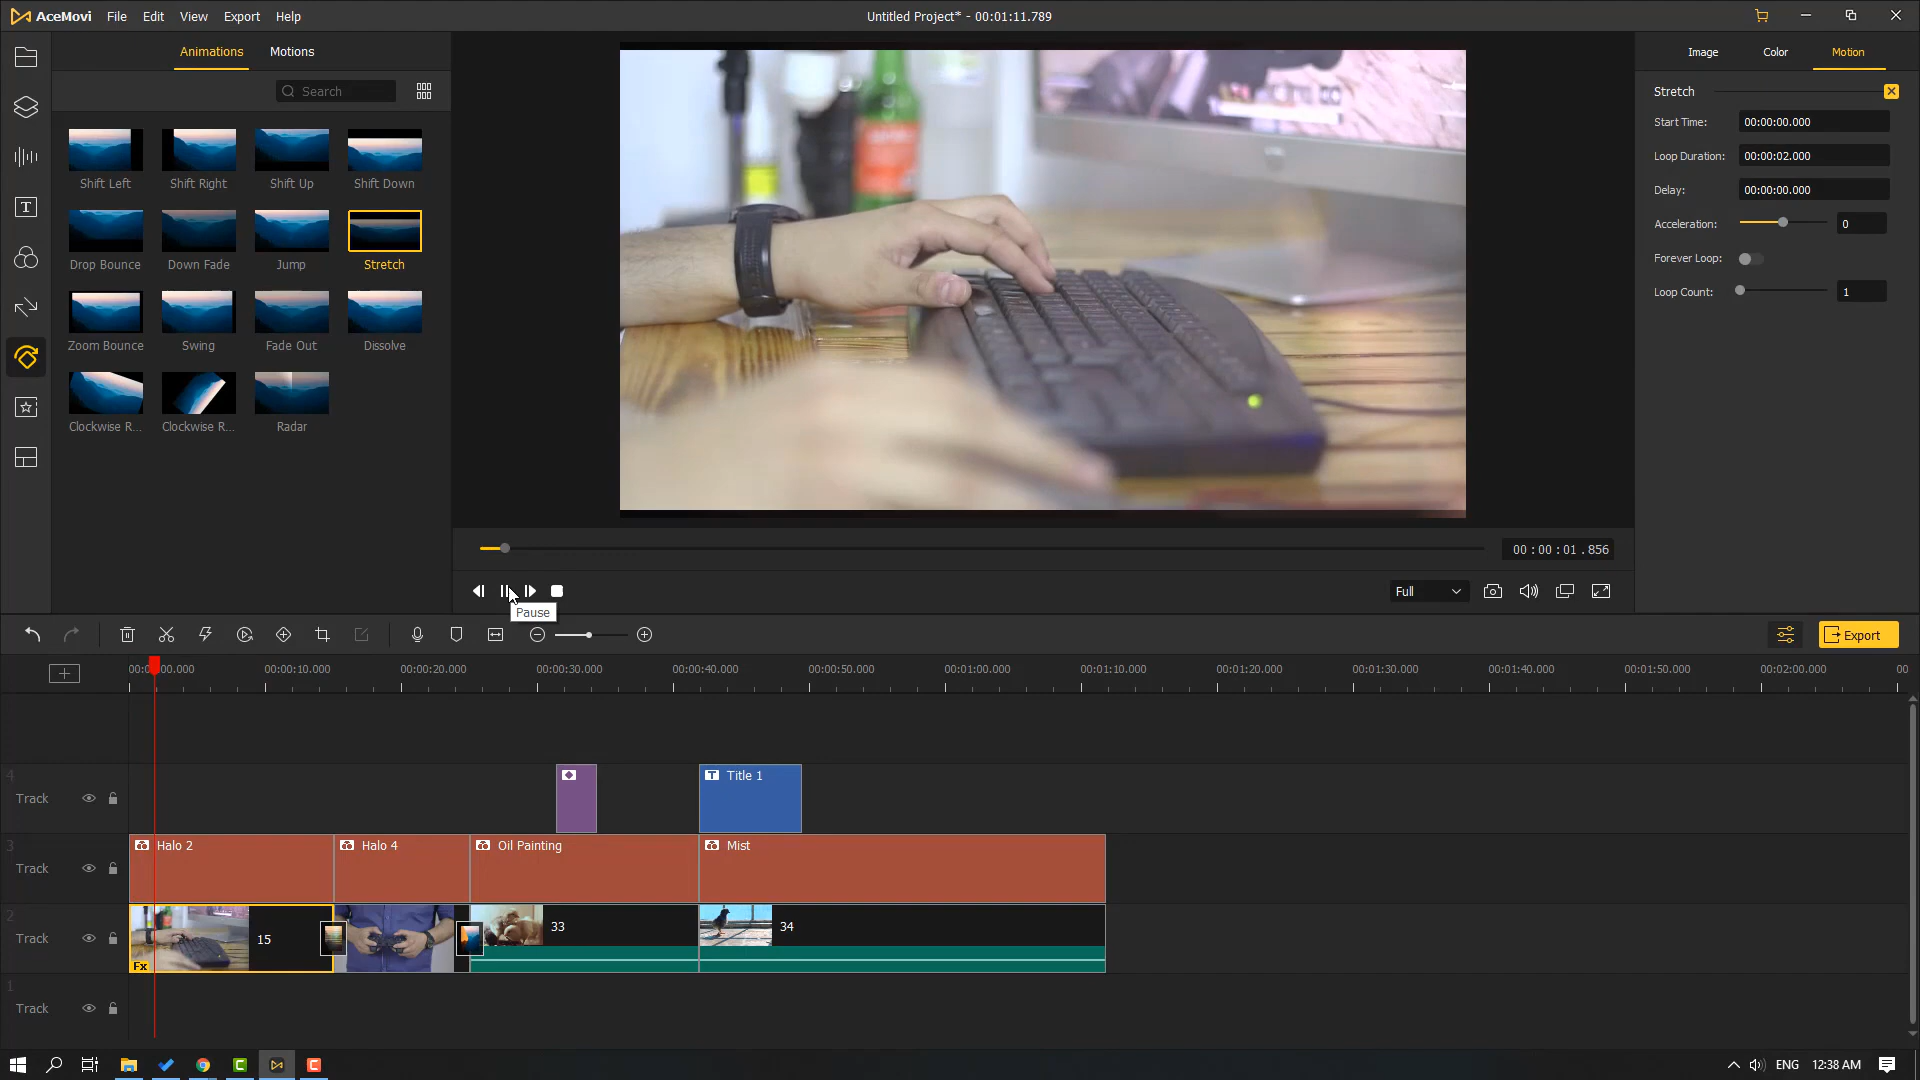 AceMovi File Edit View Export Help
Untitled Project* - 00:01:11.789
Animations Motions
Search
Shift Left Shift Right Shift Up Shift Down
Drop Bounce Down Fade Jump Stretch
Zoom Bounce Swing Fade Out Dissolve
Clockwise R... Clockwise R... Radar
Image Color Motion
Stretch
Start Time: 00:00:00.000
Loop Duration: 00:00:02.000
Delay: 00:00:00.000
Acceleration: 0
Forever Loop:
Loop Count: 1
00 : 00 : 01 . 856
Full
Pause
Export
00:00:10.000 00:00:20.000 00:00:30.000 00:00:40.000 00:00:50.000 00:01:00.000 00:01:10.000 00:01:20.000 00:01:30.000 00:01:40.000 00:01:50.000 00:02:00.000 00
4
Track
T Title 1
3
Track
Halo 2 Halo 4 Oil Painting Mist
2
Track
15 33 34
Fx
1
Track
ENG 12:38 AM